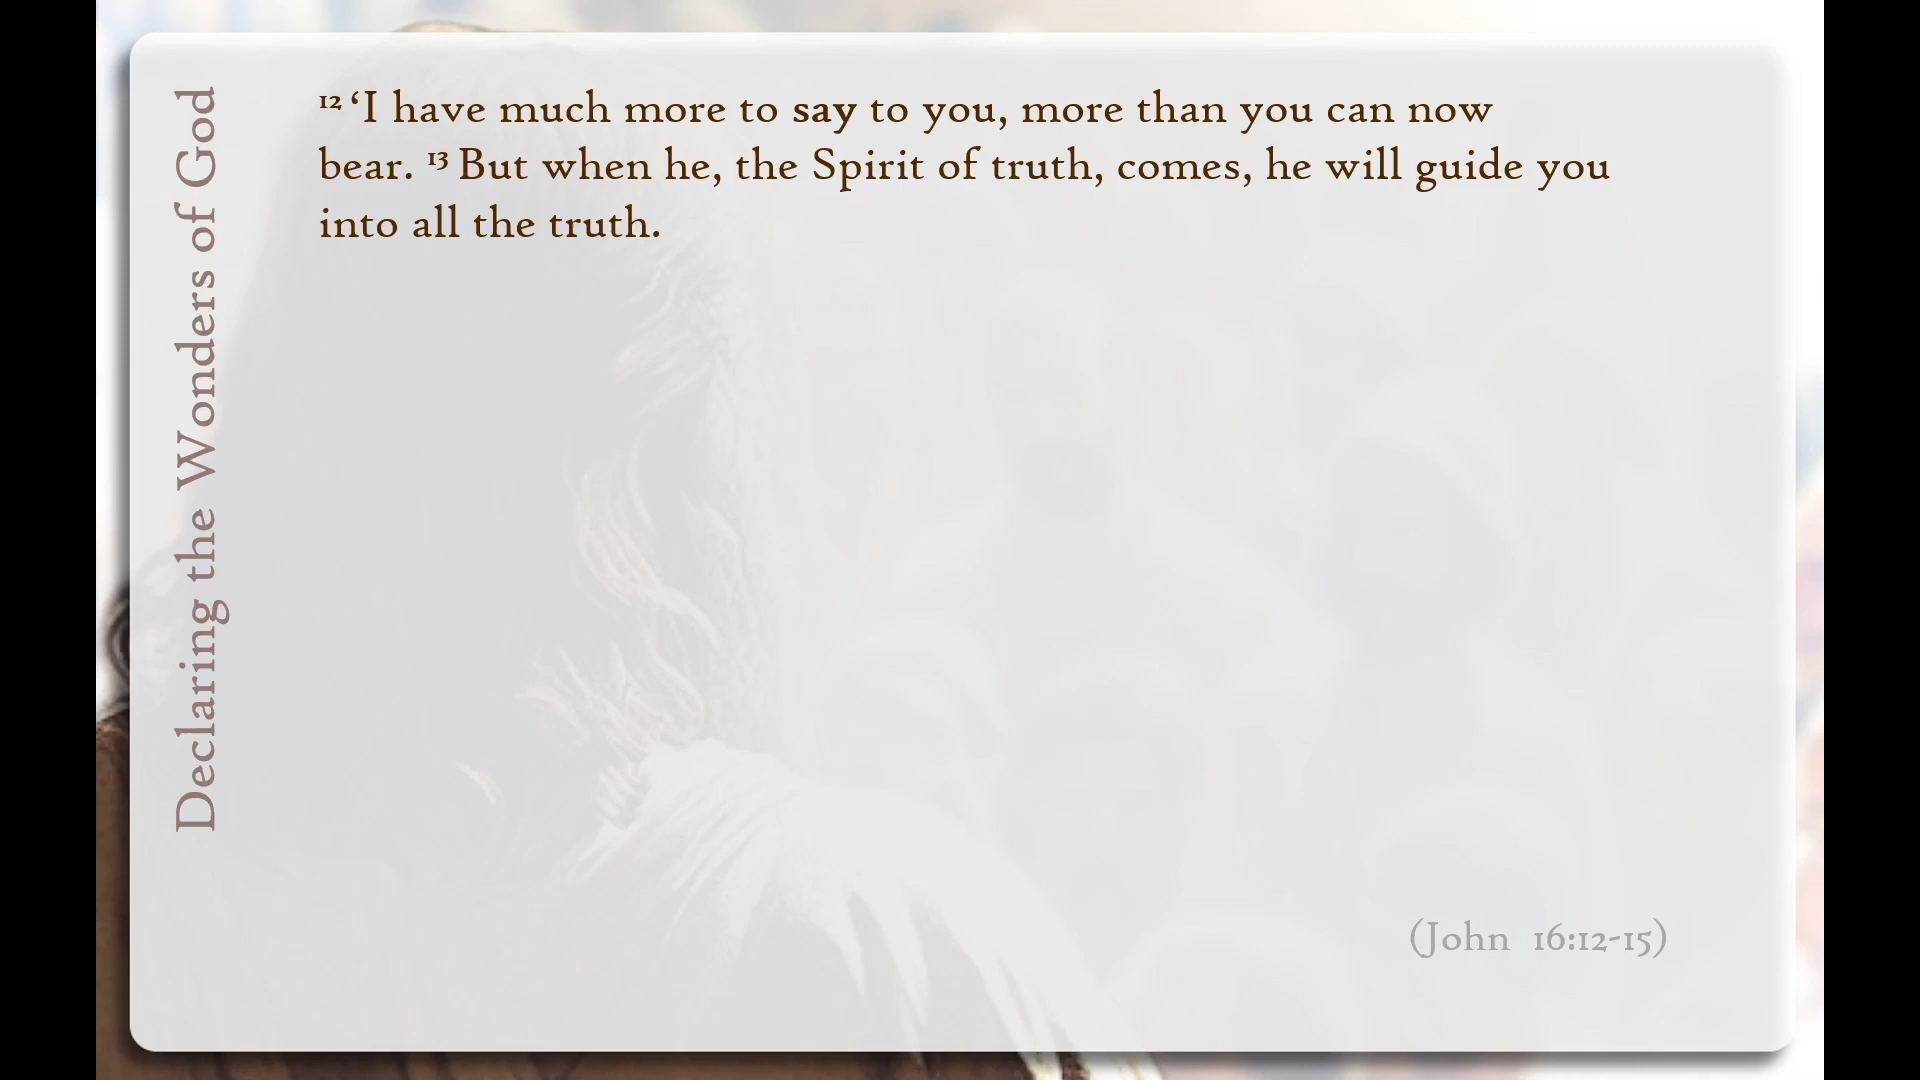 Declaring the Wonders of God
¹² ‘I have much more to say to you, more than you can now
bear. ¹³ But when he, the Spirit of truth, comes, he will guide you
into all the truth.
(John 16:12-15)